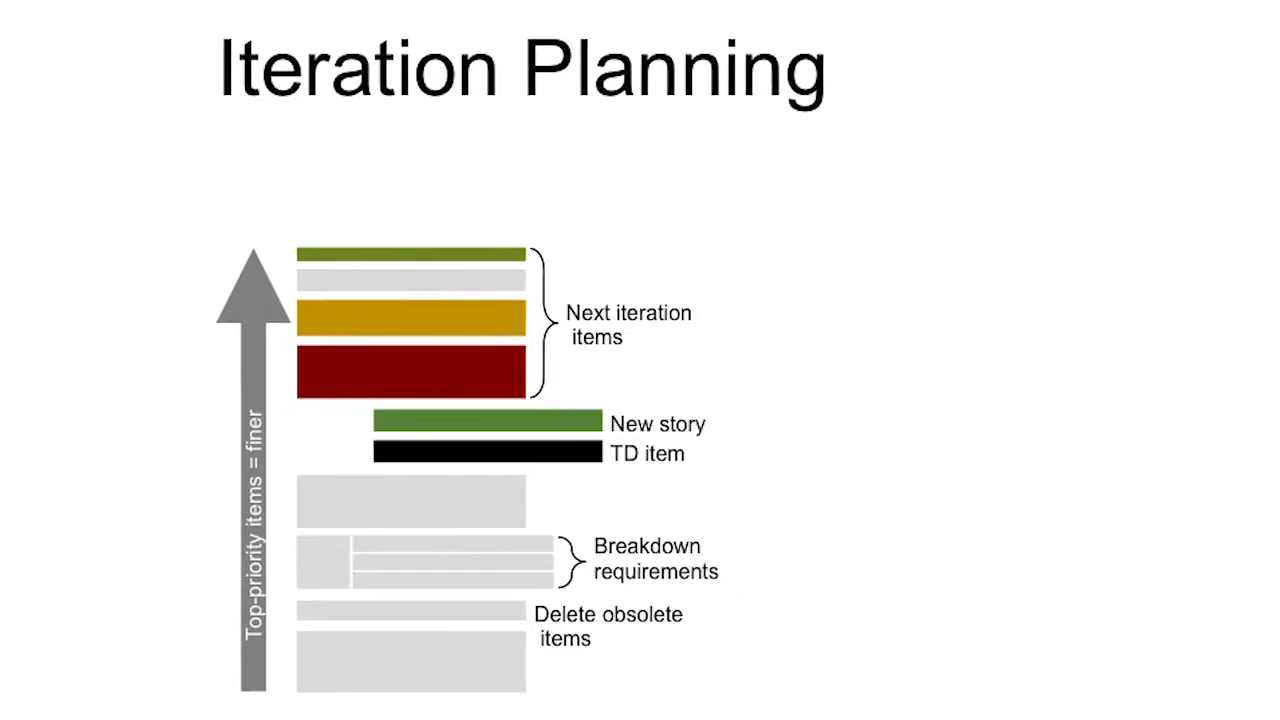 Iteration Planning
Next iteration
items
New story
TD item
Top-priority items = finer
Breakdown
requirements
Delete obsolete
items